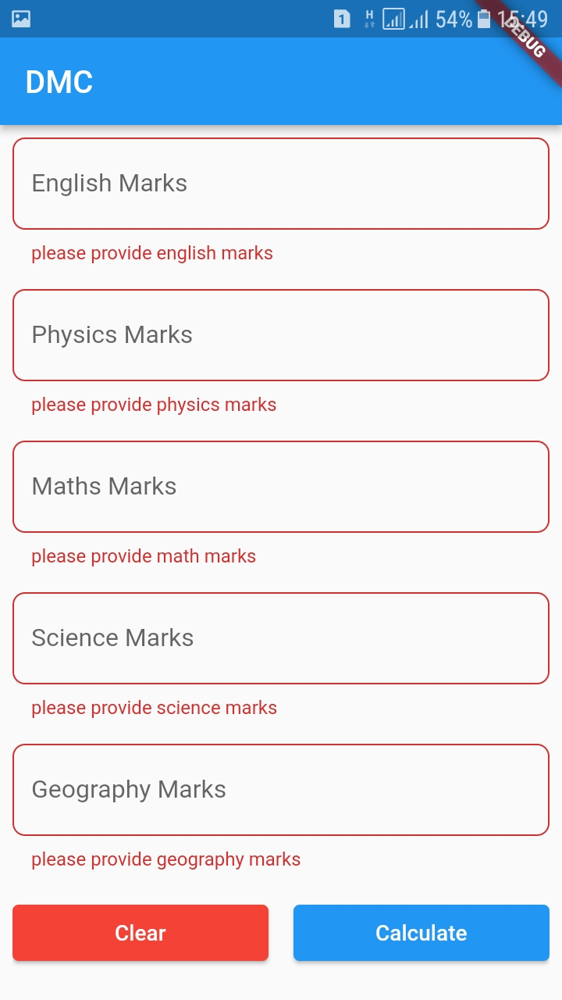 1 H 54% 15:49
DEBUG
DMC
English Marks
please provide english marks
Physics Marks
please provide physics marks
Maths Marks
please provide math marks
Science Marks
please provide science marks
Geography Marks
please provide geography marks
Clear
Calculate